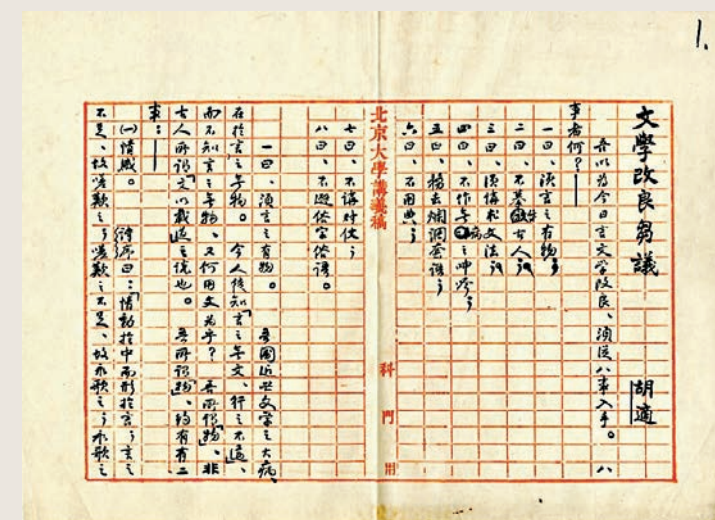 1.
文學改良芻議
胡適
吾以為今日言文學改良、須從八事入手。八
事者何？——
一曰、須言之有物；
二曰、不摹倣古人；
三曰、須講求文法；
四曰、不作無病呻吟；
五曰、務去爛調套語；
六曰、不用典；
北京大學講義稿
科門用
七曰、不講對仗；
八曰、不避俗字俗語。
一曰、須言之有物。吾國近世文學之大病、
在於言之無物。今人徒知「言之無文、行之不遠」、
而不知言之無物、又何用文為乎？吾所謂「物」、非
古人所謂「文以載道」之說也。吾所謂「物」、約有二
事：——
(一)情感。詩序曰：「情動於中而形於言；言之
不足、故嗟歎之；嗟歎之不足、故永歌之；永歌之